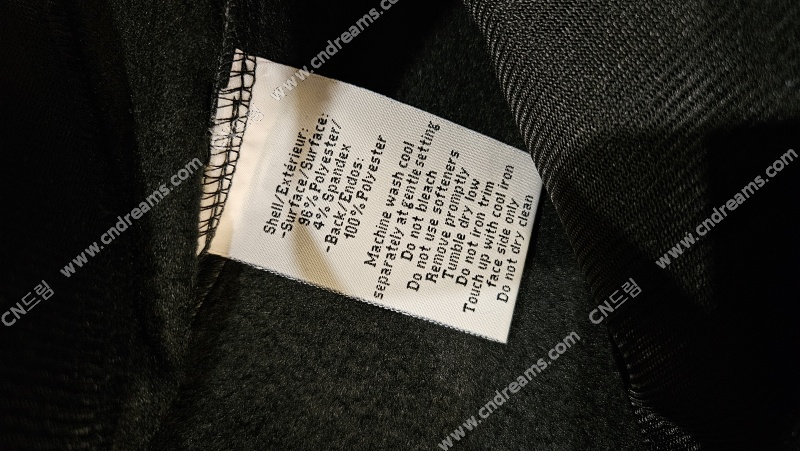 Shell/Extérieur:
-Surface/Surface:
96% Polyester/
4% Spandex
-Back/Endos:
100% Polyester
Machine wash cool
separately at gentle setting
Do not bleach
Do not use softeners
Remove promptly
Tumble dry low
Do not iron trim
Touch up with cool iron
face side only
Do not dry clean
www.cndreams.com
CN드림 www.cndreams.com
CN드림 www.cndreams.com
www.cndreams.com